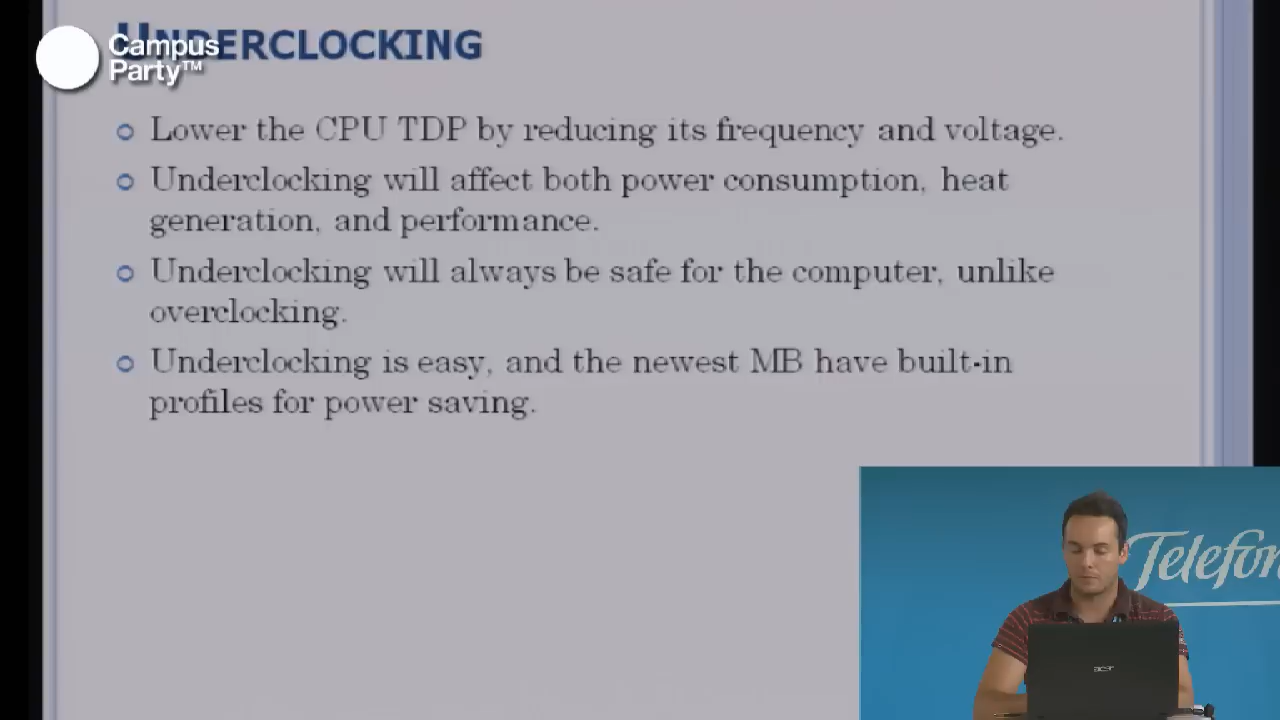 UNDERCLOCKING
Campus
Party™
Lower the CPU TDP by reducing its frequency and voltage.
Underclocking will affect both power consumption, heat
generation, and performance.
Underclocking will always be safe for the computer, unlike
overclocking.
Underclocking is easy, and the newest MB have built-in
profiles for power saving.
Telefon
acer